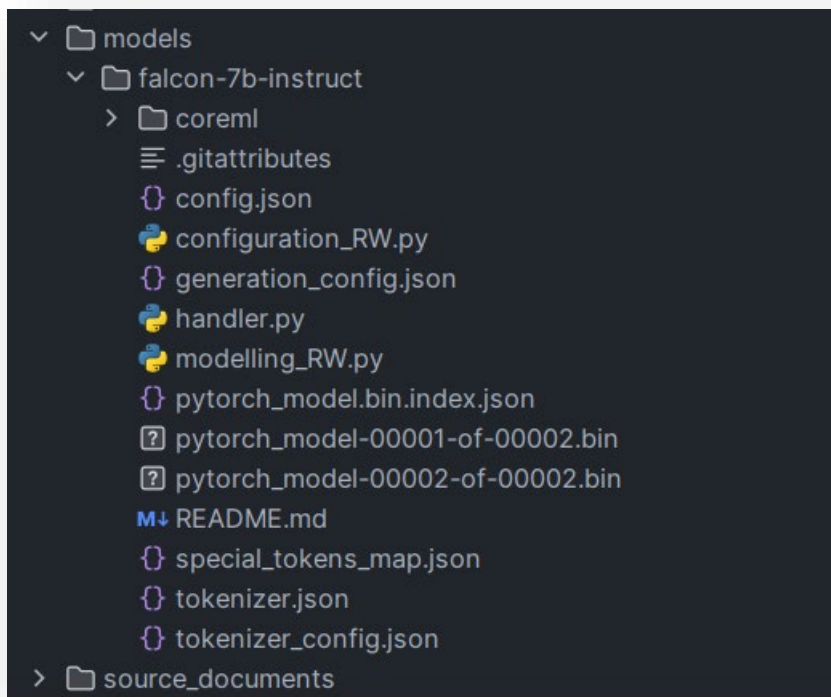 models
falcon-7b-instruct
coreml
.gitattributes
config.json
configuration_RW.py
generation_config.json
handler.py
modelling_RW.py
pytorch_model.bin.index.json
pytorch_model-00001-of-00002.bin
pytorch_model-00002-of-00002.bin
M↓ README.md
special_tokens_map.json
tokenizer.json
tokenizer_config.json
source_documents